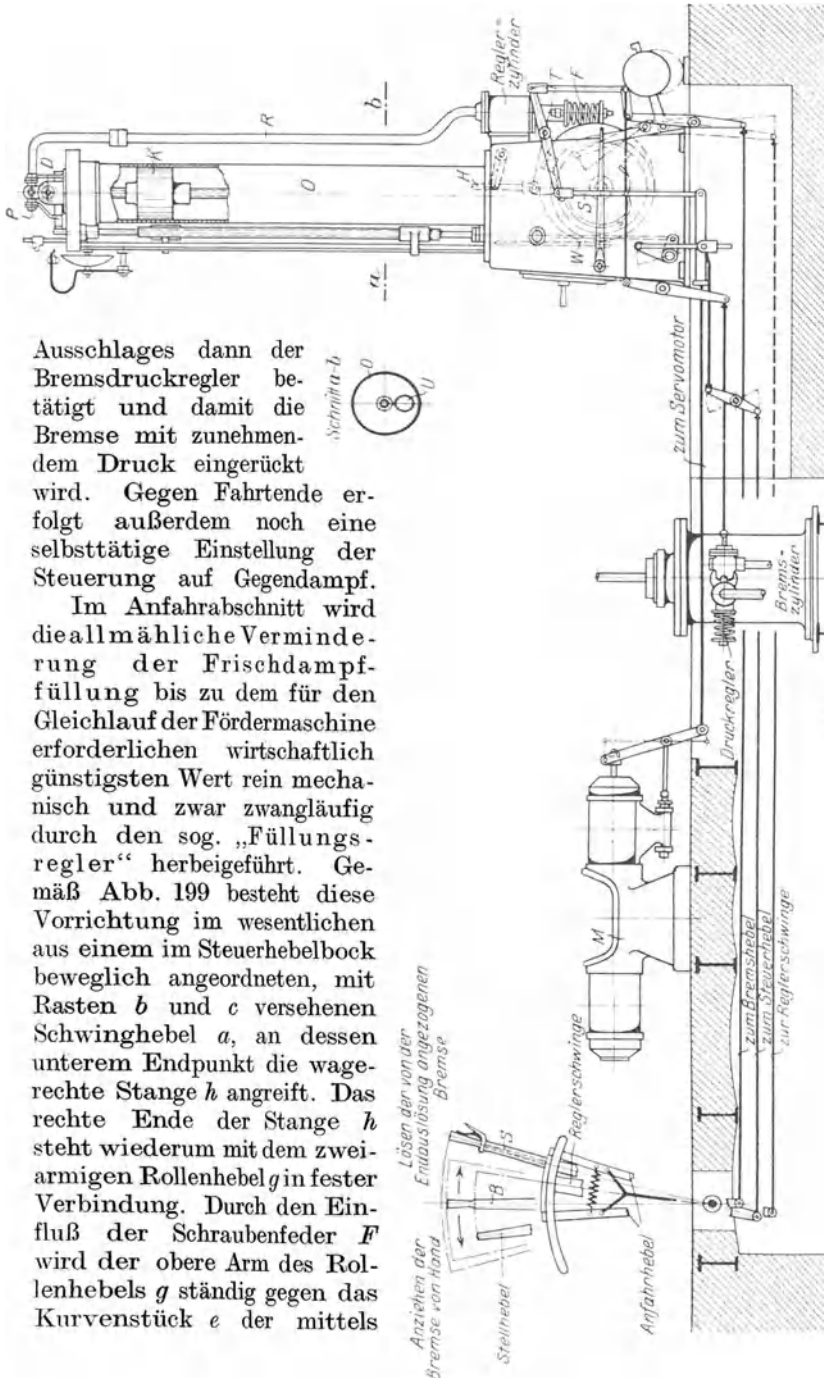 Ausschlages dann der
Bremsdruckregler be-
tätigt und damit die
Bremse mit zunehmen-
dem Druck eingerückt
wird. Gegen Fahrtende er-
folgt außerdem noch eine
selbsttätige Einstellung der
Steuerung auf Gegendampf.
Im Anfahrabschnitt wird
die allmähliche Verminde-
rung der Frischdampf-
füllung bis zu dem für den
Gleichlauf der Fördermaschine
erforderlichen wirtschaftlich
günstigsten Wert rein mecha-
nisch und zwar zwangläufig
durch den sog. „Füllungs-
regler“ herbeigeführt. Ge-
mäß Abb. 199 besteht diese
Vorrichtung im wesentlichen
aus einem im Steuerhebelbock
beweglich angeordneten, mit
Rasten b und c versehenen
Schwinghebel a, an dessen
unterem Endpunkt die wage-
rechte Stange h angreift. Das
rechte Ende der Stange h
steht wiederum mit dem zwei-
armigen Rollenhebel g in fester
Verbindung. Durch den Ein-
fluß der Schraubenfeder F
wird der obere Arm des Rol-
lenhebels g ständig gegen das
Kurvenstück e der mittels
Anziehen der
Bremse von Hand
Lösen der von der
Endauslösung angezogenen
Bremse
Stellhebel
B
S
Reglerschwinge
Anfahrhebel
M
zum Bremshebel
zum Steuerhebel
zur Reglerschwinge
Druckregler
Brems-
zylinder
zum Servomotor
Schnitt a-b
O
U
P
D
K
R
O
a
b
Regler=
zylinder
H
G
T
F
S
W